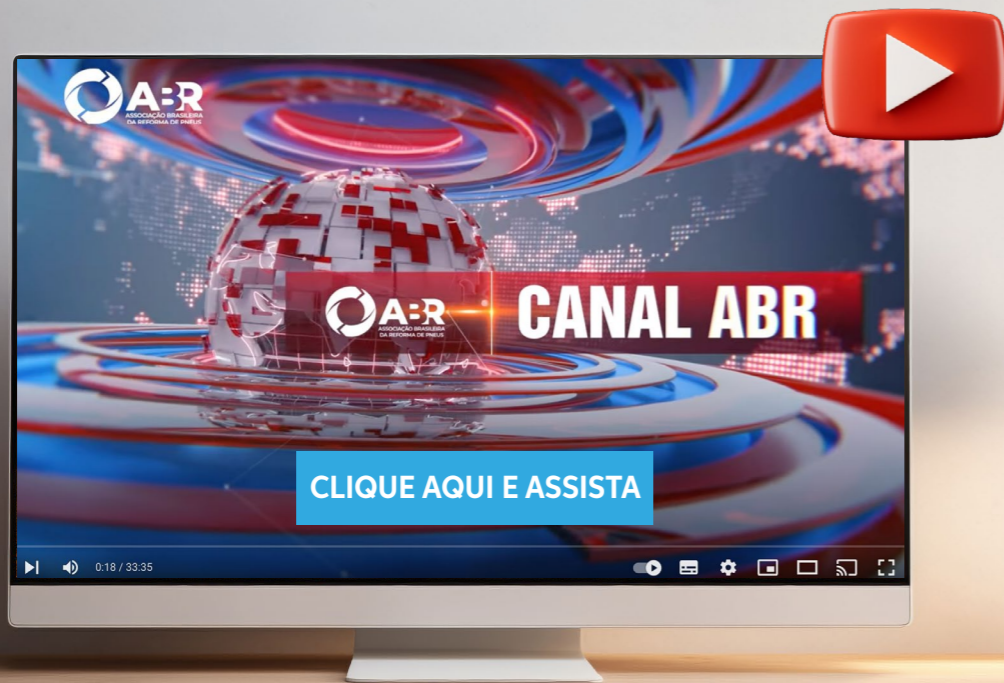 ABR
ASSOCIAÇÃO BRASILEIRA
DA REFORMA DE PNEUS
ABR
ASSOCIAÇÃO BRASILEIRA
DA REFORMA DE PNEUS
CANAL ABR
CLIQUE AQUI E ASSISTA
0:18 / 33:35